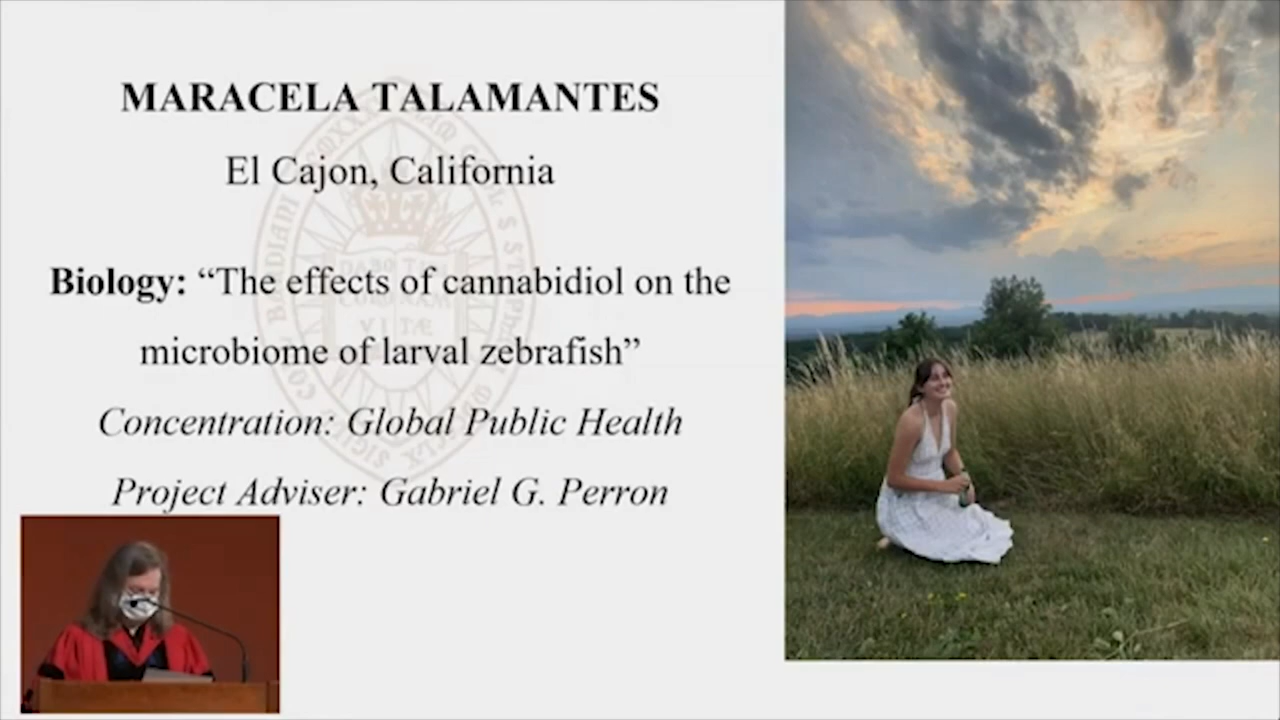 MARACELA TALAMANTES
El Cajon, California
Biology: “The effects of cannabidiol on the
microbiome of larval zebrafish”
Concentration: Global Public Health
Project Adviser: Gabriel G. Perron